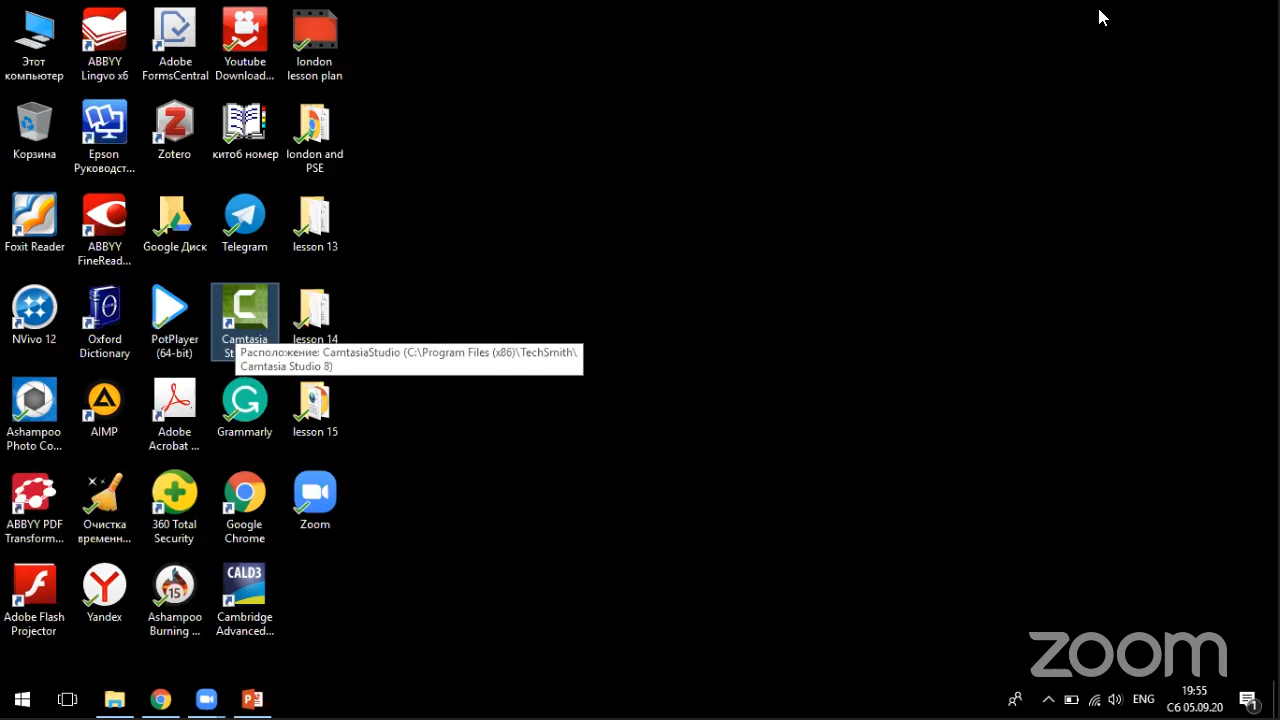 Этот
компьютер
ABBYY
Lingvo x6
Adobe
FormsCentral
Youtube
Download...
london
lesson plan
Корзина
Epson
Руководст...
Zotero
китоб номер
london and
PSE
Foxit Reader
ABBYY
FineRead...
Google Диск
Telegram
lesson 13
NVivo 12
Oxford
Dictionary
PotPlayer
(64-bit)
Camtasia
St
lesson 14
Расположение: CamtasiaStudio (C:\Program Files (x86)\TechSmith\
Camtasia Studio 8)
Ashampoo
Photo Co...
AIMP
Adobe
Acrobat ...
Grammarly
lesson 15
ABBYY PDF
Transform...
Очистка
временн...
360 Total
Security
Google
Chrome
Zoom
15
CALD3
Adobe Flash
Projector
Yandex
Ashampoo
Burning ...
Cambridge
Advanced...
zoom
ENG
19:55
Сб 05.09.20
1